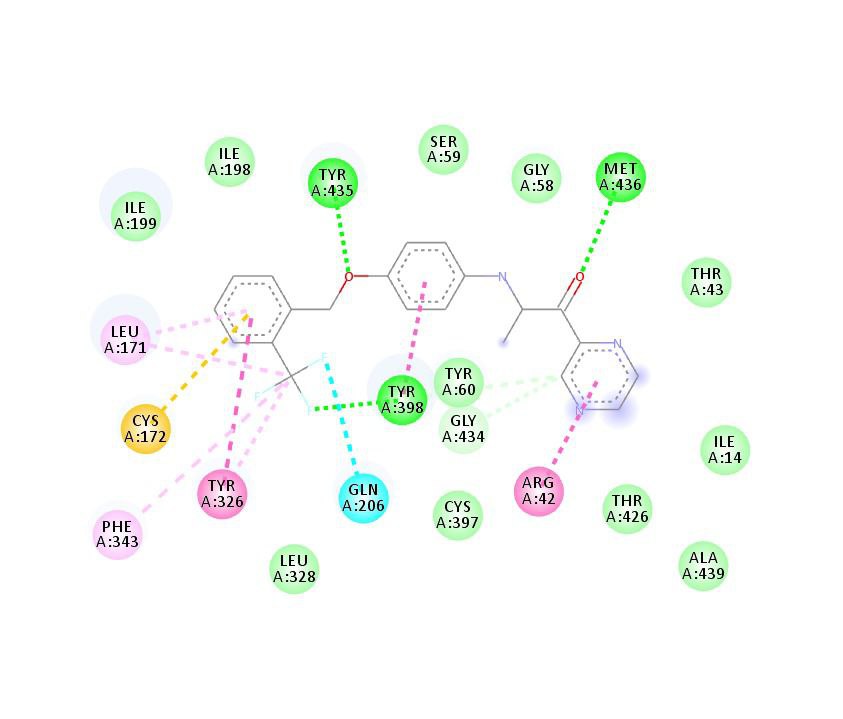 SER
A:59
ILE
A:198
GLY
A:58
MET
A:436
TYR
A:435
ILE
A:199
O
N
O
THR
A:43
LEU
A:171
N
F
TYR
A:60
F
TYR
A:398
F
N
CYS
A:172
GLY
A:434
ILE
A:14
TYR
A:326
GLN
A:206
ARG
A:42
CYS
A:397
THR
A:426
PHE
A:343
LEU
A:328
ALA
A:439